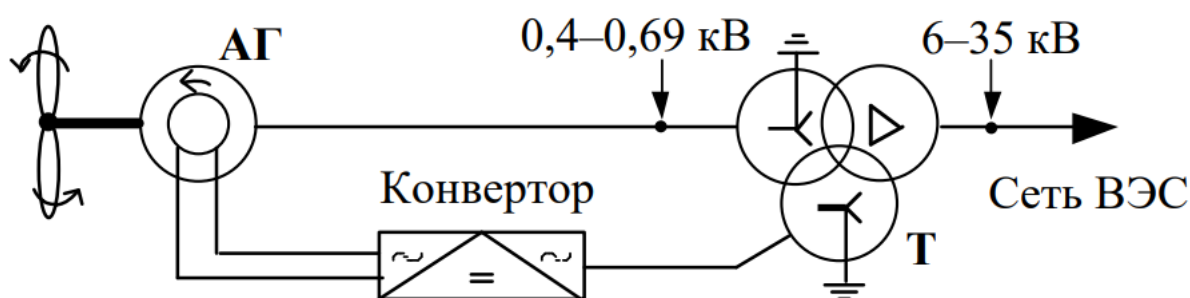 АГ
0,4–0,69 кВ
6–35 кВ
Конвертор
Сеть ВЭС
Т